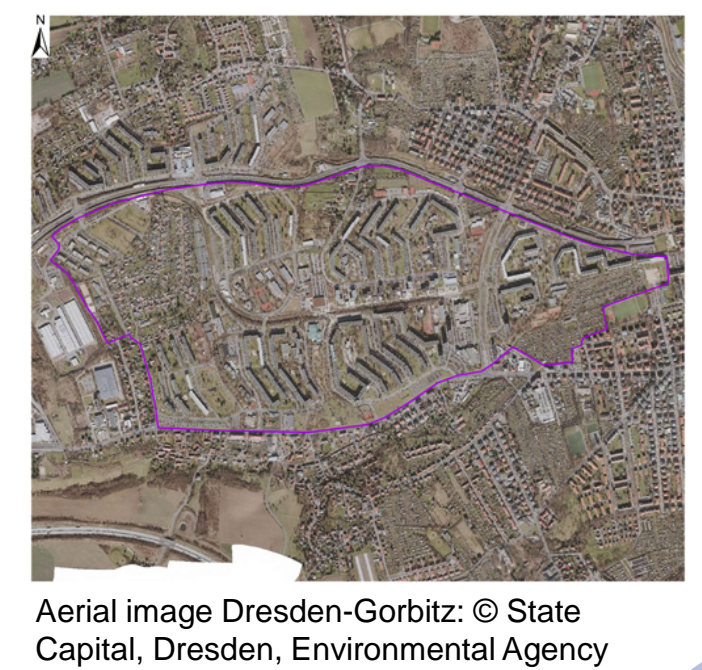 N
Aerial image Dresden-Gorbitz: © State
Capital, Dresden, Environmental Agency